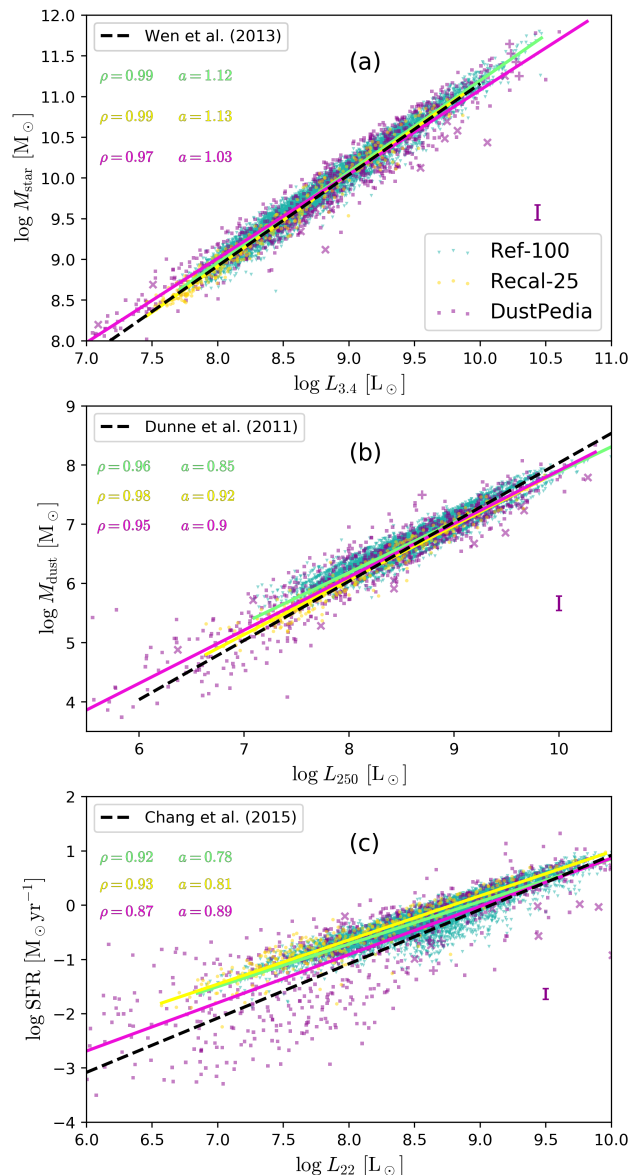 12.0
11.5
11.0
10.5
10.0
9.5
9.0
8.5
8.0
log M_star [M_⊙]
Wen et al. (2013)
(a)
ρ = 0.99 a = 1.12
ρ = 0.99 a = 1.13
ρ = 0.97 a = 1.03
Ref-100
Recal-25
DustPedia
7.0 7.5 8.0 8.5 9.0 9.5 10.0 10.5 11.0
log L_3.4 [L_⊙]
9
8
7
6
5
4
log M_dust [M_⊙]
Dunne et al. (2011)
(b)
ρ = 0.96 a = 0.85
ρ = 0.98 a = 0.92
ρ = 0.95 a = 0.9
6 7 8 9 10
log L_250 [L_⊙]
2
1
0
−1
−2
−3
−4
log SFR [M_⊙ yr⁻¹]
Chang et al. (2015)
(c)
ρ = 0.92 a = 0.78
ρ = 0.93 a = 0.81
ρ = 0.87 a = 0.89
6.0 6.5 7.0 7.5 8.0 8.5 9.0 9.5 10.0
log L_22 [L_⊙]